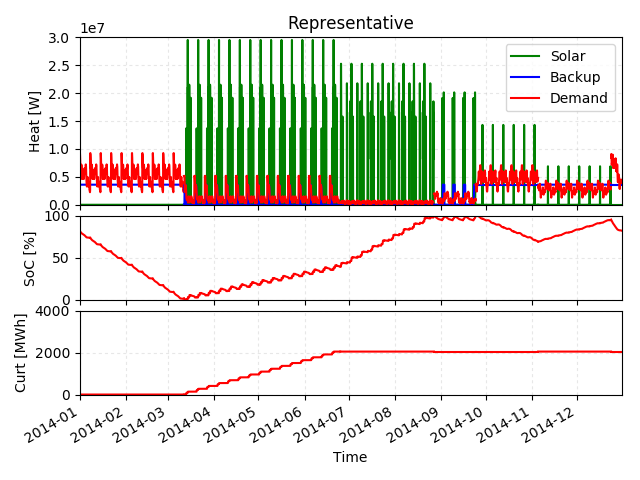 Representative
1e7
3.0
2.5
2.0
1.5
1.0
0.5
0.0
Heat [W]
Solar
Backup
Demand
100
50
0
SoC [%]
4000
2000
0
Curt [MWh]
2014-01
2014-02
2014-03
2014-04
2014-05
2014-06
2014-07
2014-08
2014-09
2014-10
2014-11
2014-12
Time